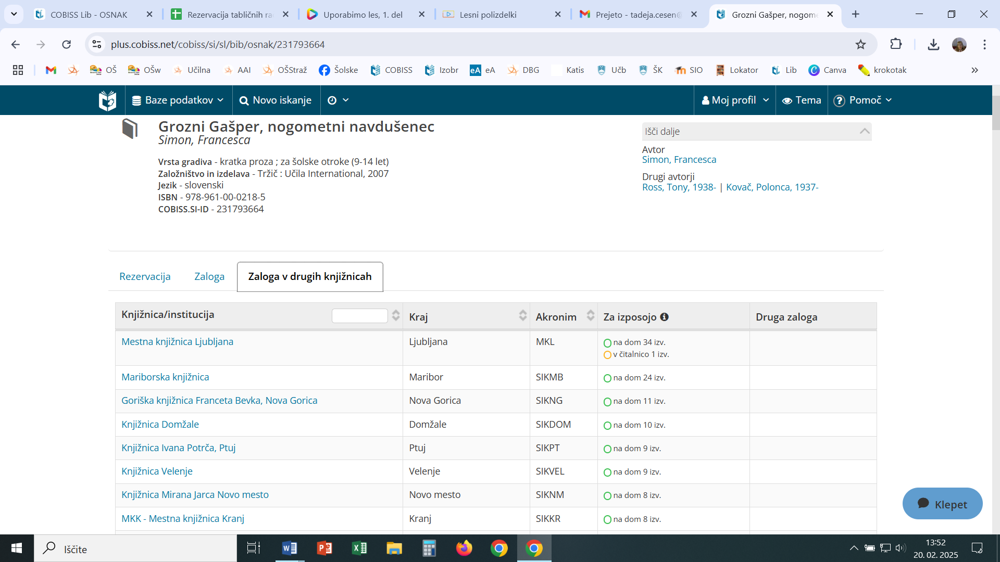 COBISS Lib - OSNAK
Rezervacija tabličnih ra
Uporabimo les, 1. del
Lesni polizdelki
Prejeto - tadeja.cesen@
Grozni Gašper, nogome
plus.cobiss.net/cobiss/si/sl/bib/osnak/231793664
OŠ
OŠw
Učilna
AAI
OŠStraž
Šolske
COBISS
Izobr
eA eA
DBG
Katis
Učb
ŠK
SIO
Lokator
Lib
Canva
krokotak
Baze podatkov
Novo iskanje
Moj profil
Tema
Pomoč
Grozni Gašper, nogometni navdušenec
Simon, Francesca
Vrsta gradiva - kratka proza ; za šolske otroke (9-14 let)
Založništvo in izdelava - Tržič : Učila International, 2007
Jezik - slovenski
ISBN - 978-961-00-0218-5
COBISS.SI-ID - 231793664
Išči dalje
Avtor
Simon, Francesca
Drugi avtorji
Ross, Tony, 1938- | Kovač, Polonca, 1937-
Rezervacija
Zaloga
Zaloga v drugih knjižnicah
Knjižnica/institucija Kraj Akronim Za izposojo Druga zaloga
Mestna knjižnica Ljubljana Ljubljana MKL na dom 34 izv.
v čitalnico 1 izv.
Mariborska knjižnica Maribor SIKMB na dom 24 izv.
Goriška knjižnica Franceta Bevka, Nova Gorica Nova Gorica SIKNG na dom 11 izv.
Knjižnica Domžale Domžale SIKDOM na dom 10 izv.
Knjižnica Ivana Potrča, Ptuj Ptuj SIKPT na dom 9 izv.
Knjižnica Velenje Velenje SIKVEL na dom 9 izv.
Knjižnica Mirana Jarca Novo mesto Novo mesto SIKNM na dom 8 izv.
MKK - Mestna knjižnica Kranj Kranj SIKKR na dom 8 izv.
Klepet
Iščite
13:52
20. 02. 2025